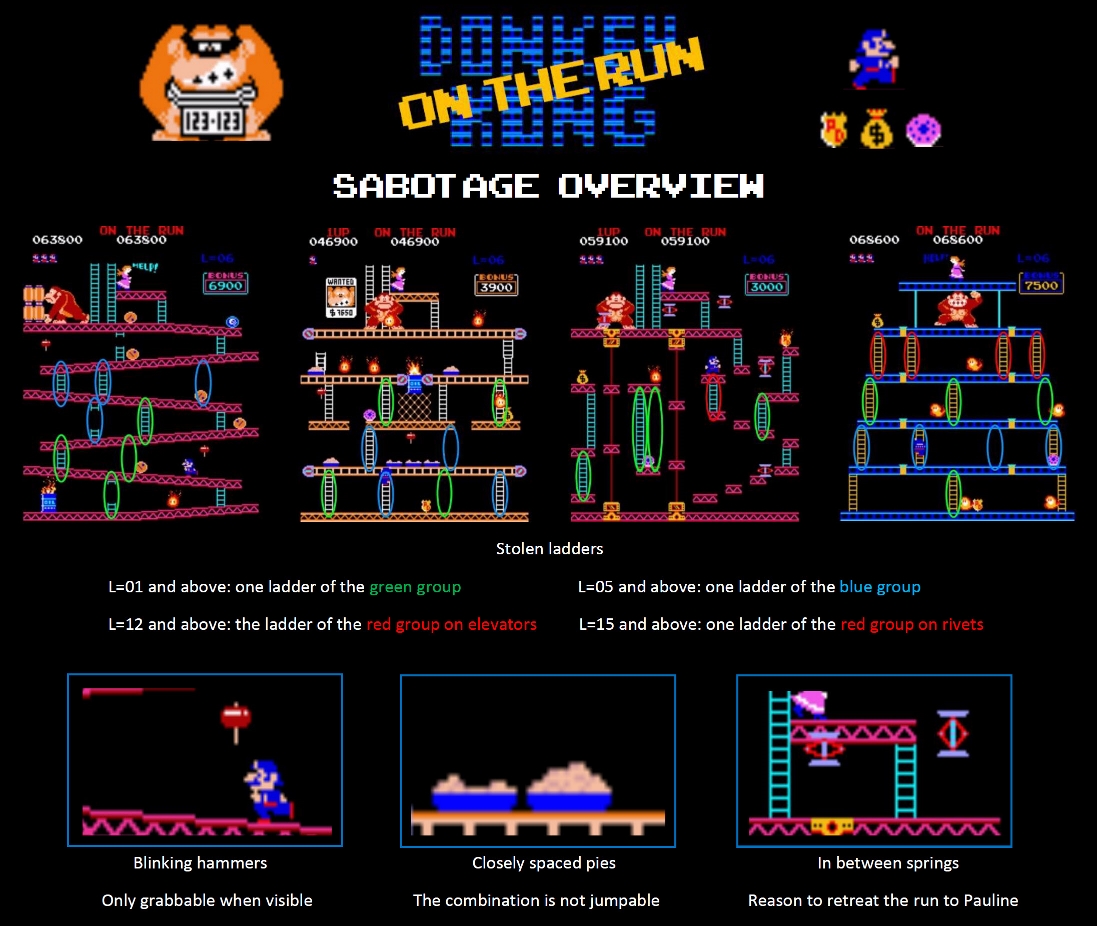 DONKEY
ON THE RUN
KONG
123-123
PD
$
SABOTAGE OVERVIEW
ON THE RUN
063800 063800
HELP!
L=06
BONUS
6900
1UP ON THE RUN
046900 046900
L=06
BONUS
3900
WANTED
$ 7650
1UP ON THE RUN
059100 059100
L=06
BONUS
3000
ON THE RUN
068600 068600
L=06
BONUS
7500
Stolen ladders
L=01 and above: one ladder of the green group
L=05 and above: one ladder of the blue group
L=12 and above: the ladder of the red group on elevators
L=15 and above: one ladder of the red group on rivets
Blinking hammers
Closely spaced pies
In between springs
Only grabbable when visible
The combination is not jumpable
Reason to retreat the run to Pauline